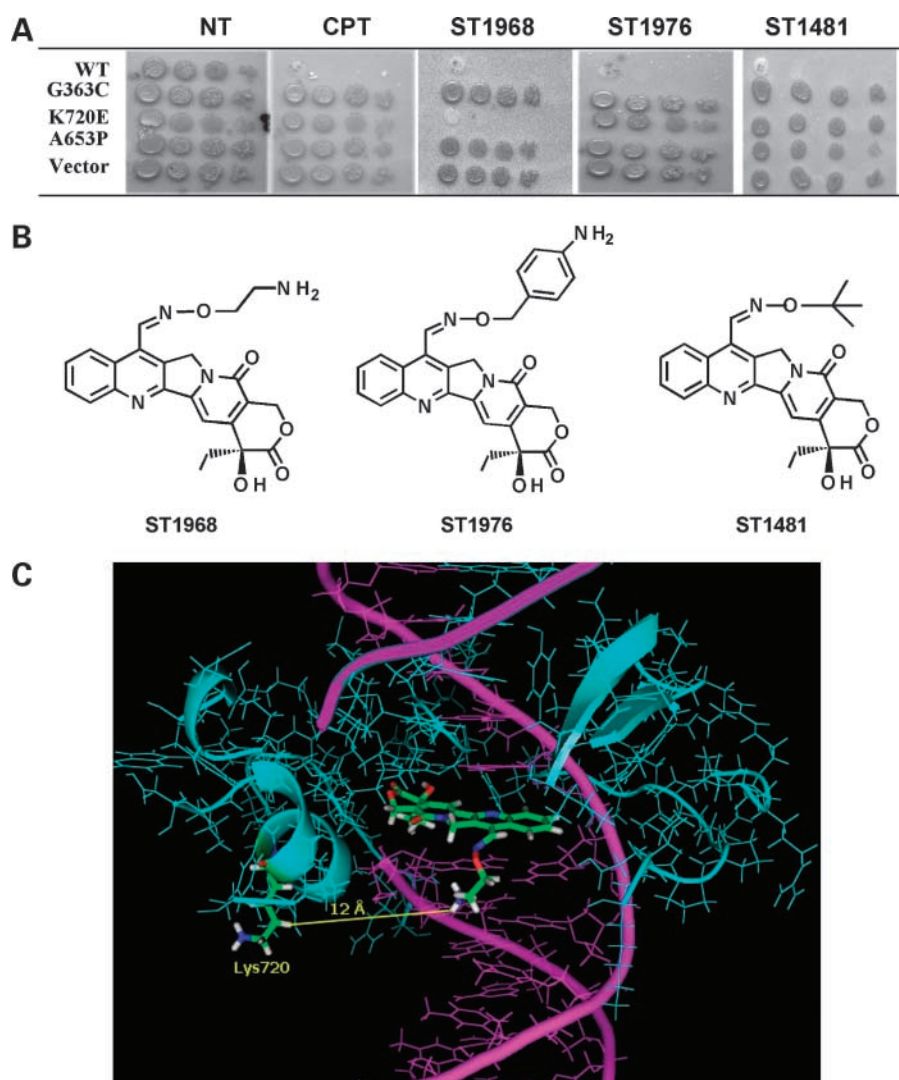 A
NT CPT ST1968 ST1976 ST1481
WT
G363C
K720E
A653P
Vector
B
NH2
N O
N
N
O
O
O
OH
NH2
N O
N
N
O
O
O
OH
N O
N
N
O
O
O
OH
ST1968 ST1976 ST1481
C
12 Å
Lys720